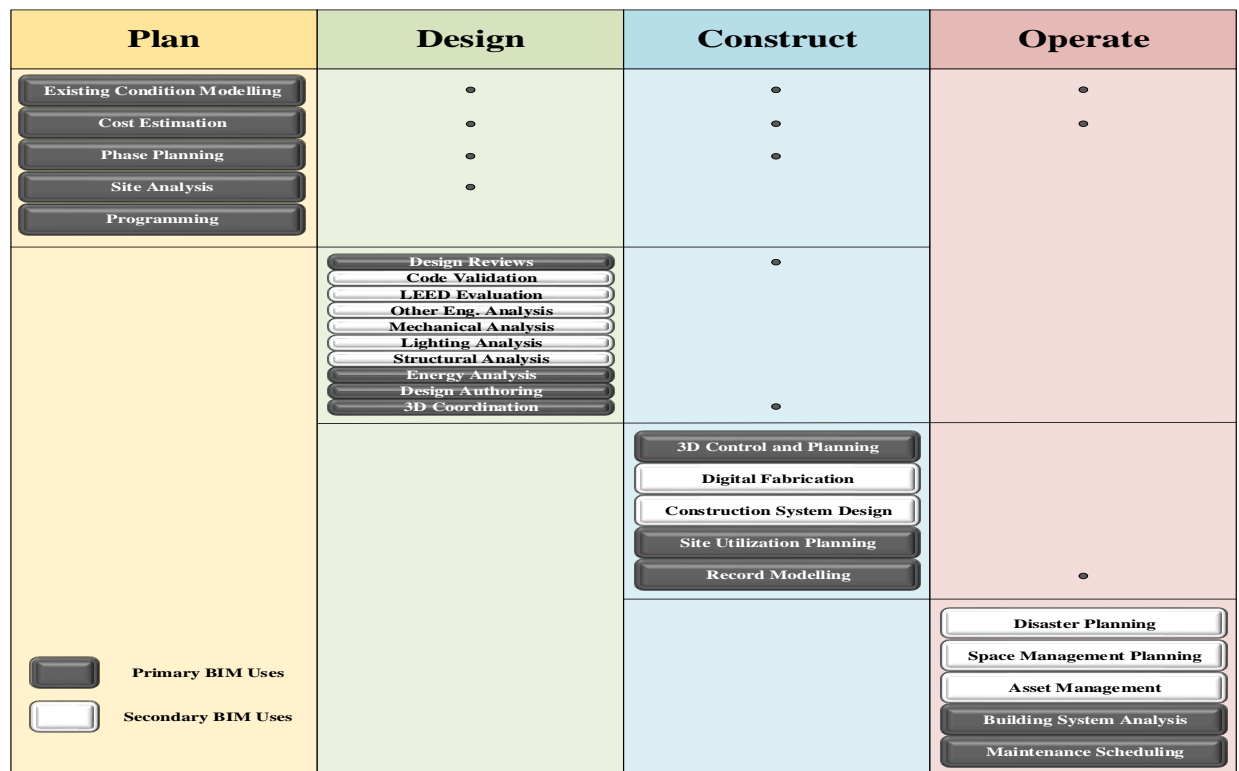 Plan
Design
Construct
Operate
Existing Condition Modelling
Cost Estimation
Phase Planning
Site Analysis
Programming
Design Reviews
Code Validation
LEED Evaluation
Other Eng. Analysis
Mechanical Analysis
Lighting Analysis
Structural Analysis
Energy Analysis
Design Authoring
3D Coordination
3D Control and Planning
Digital Fabrication
Construction System Design
Site Utilization Planning
Record Modelling
Disaster Planning
Space Management Planning
Asset Management
Building System Analysis
Maintenance Scheduling
Primary BIM Uses
Secondary BIM Uses